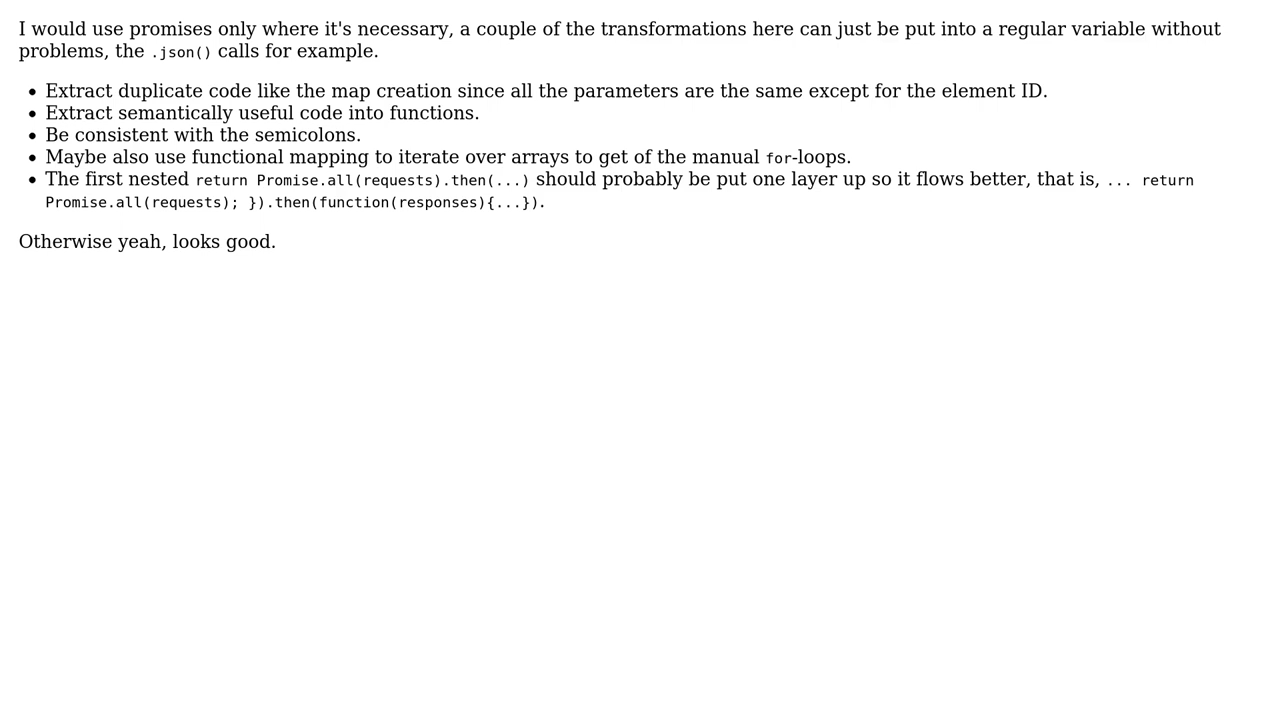 I would use promises only where it's necessary, a couple of the transformations here can just be put into a regular variable without
problems, the .json() calls for example.
• Extract duplicate code like the map creation since all the parameters are the same except for the element ID.
• Extract semantically useful code into functions.
• Be consistent with the semicolons.
• Maybe also use functional mapping to iterate over arrays to get of the manual for-loops.
• The first nested return Promise.all(requests).then(...) should probably be put one layer up so it flows better, that is, ... return
Promise.all(requests); }).then(function(responses){...}).
Otherwise yeah, looks good.